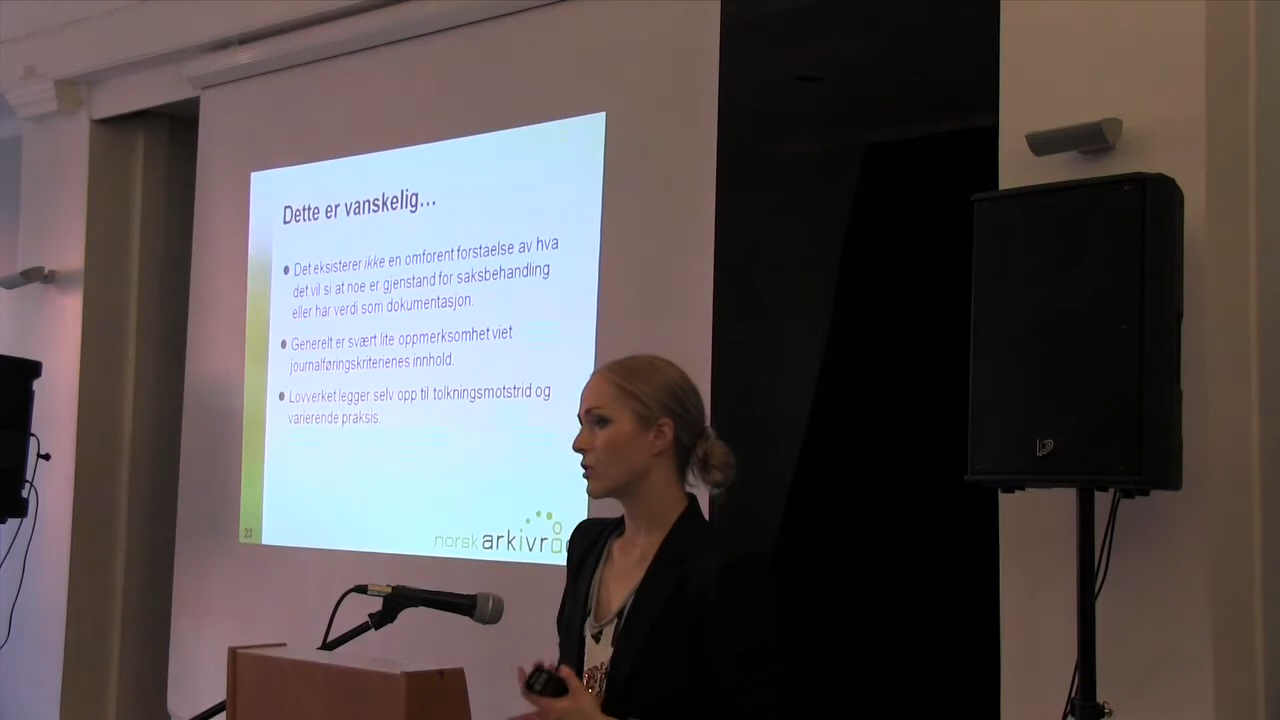 Dette er vanskelig...
Det eksisterer ikke en omforent forståelse av hva
det vil si at noe er gjenstand for saksbehandling
eller har verdi som dokumentasjon.
Generelt er svært lite oppmerksomhet viet
journalføringskriterienes innhold.
Lovverket legger selv opp til tolkningsmotstrid og
varierende praksis.
23
norsk arkivrå